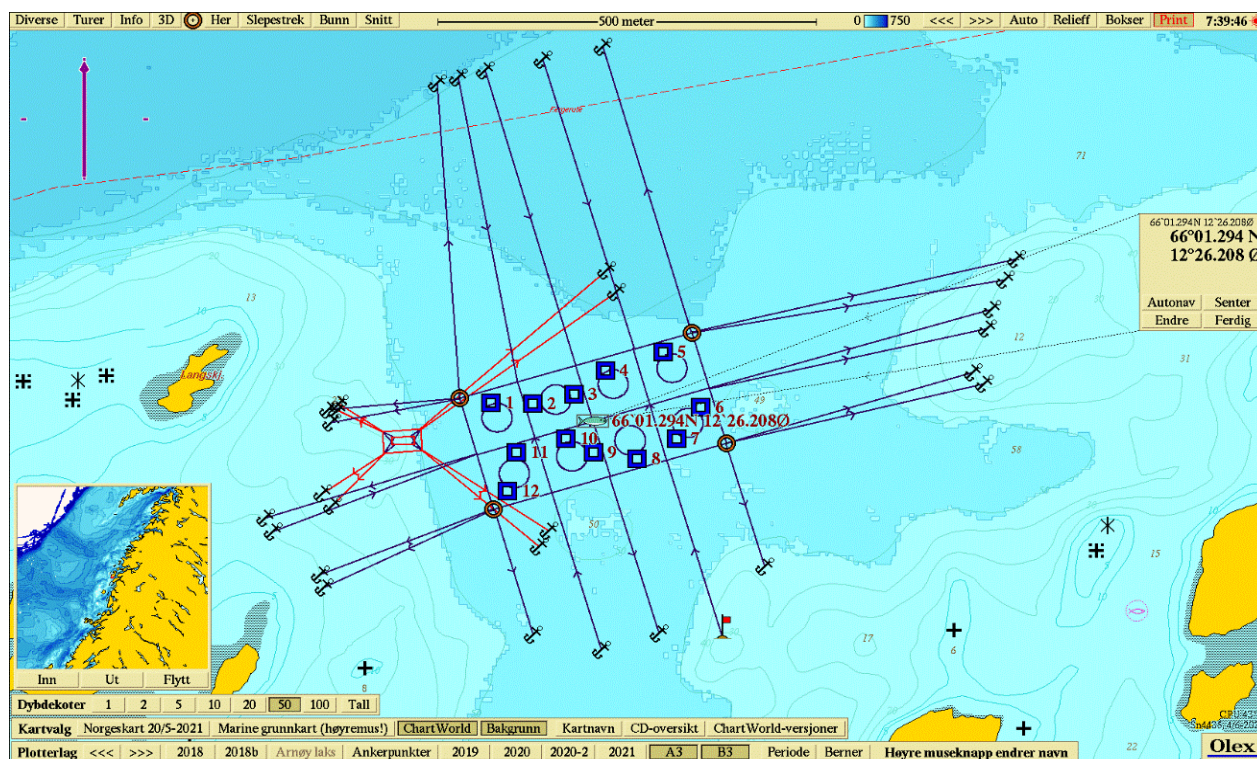 Diverse Turer Info 3D Her Slepestrek Bunn Snitt 500 meter 0 750 <<< >>> Auto Relieff Bokser Print 7:39:46
71
66°01.294N 12°26.208Ø
66°01.294 N
12°26.208 Ø
Autonav Senter
Endre Ferdig
13
12
31
Langskj.
5
4
3
49
1 2 6
66°01.294N 12°26.208Ø
10 7
11 9 8
58
12
50
15
17
6
8
Inn Ut Flytt
Dybdekoter 1 2 5 10 20 50 100 Tall
Kartvalg Norgeskart 20/5-2021 Marine grunnkart (høyremus!) ChartWorld Bakgrunn Kartnavn CD-oversikt ChartWorld-versjoner
22
Plotterlag <<< >>> 2018 2018b Arnøy laks Ankerpunkter 2019 2020 2020-2 2021 A3 B3 Periode Berner Høyre museknapp endrer navn
Olex